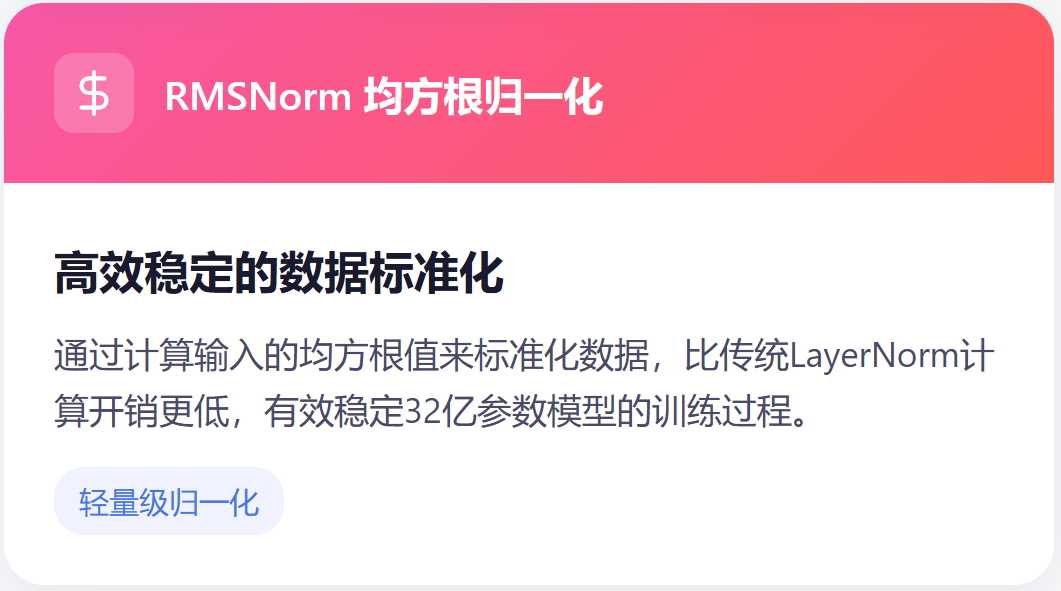 RMSNorm 均方根归一化
高效稳定的数据标准化
通过计算输入的均方根值来标准化数据，比传统LayerNorm计
算开销更低，有效稳定32亿参数模型的训练过程。
轻量级归一化